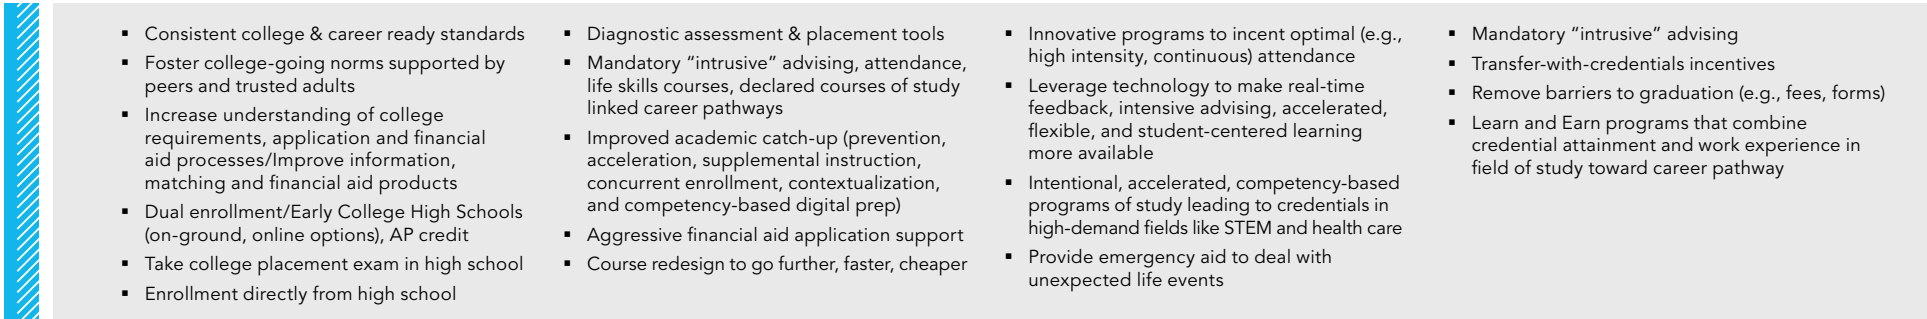 ▪ Consistent college & career ready standards
▪ Foster college-going norms supported by
peers and trusted adults
▪ Increase understanding of college
requirements, application and financial
aid processes/Improve information,
matching and financial aid products
▪ Dual enrollment/Early College High Schools
(on-ground, online options), AP credit
▪ Take college placement exam in high school
▪ Enrollment directly from high school
▪ Diagnostic assessment & placement tools
▪ Mandatory “intrusive” advising, attendance,
life skills courses, declared courses of study
linked career pathways
▪ Improved academic catch-up (prevention,
acceleration, supplemental instruction,
concurrent enrollment, contextualization,
and competency-based digital prep)
▪ Aggressive financial aid application support
▪ Course redesign to go further, faster, cheaper
▪ Innovative programs to incent optimal (e.g.,
high intensity, continuous) attendance
▪ Leverage technology to make real-time
feedback, intensive advising, accelerated,
flexible, and student-centered learning
more available
▪ Intentional, accelerated, competency-based
programs of study leading to credentials in
high-demand fields like STEM and health care
▪ Provide emergency aid to deal with
unexpected life events
▪ Mandatory “intrusive” advising
▪ Transfer-with-credentials incentives
▪ Remove barriers to graduation (e.g., fees, forms)
▪ Learn and Earn programs that combine
credential attainment and work experience in
field of study toward career pathway